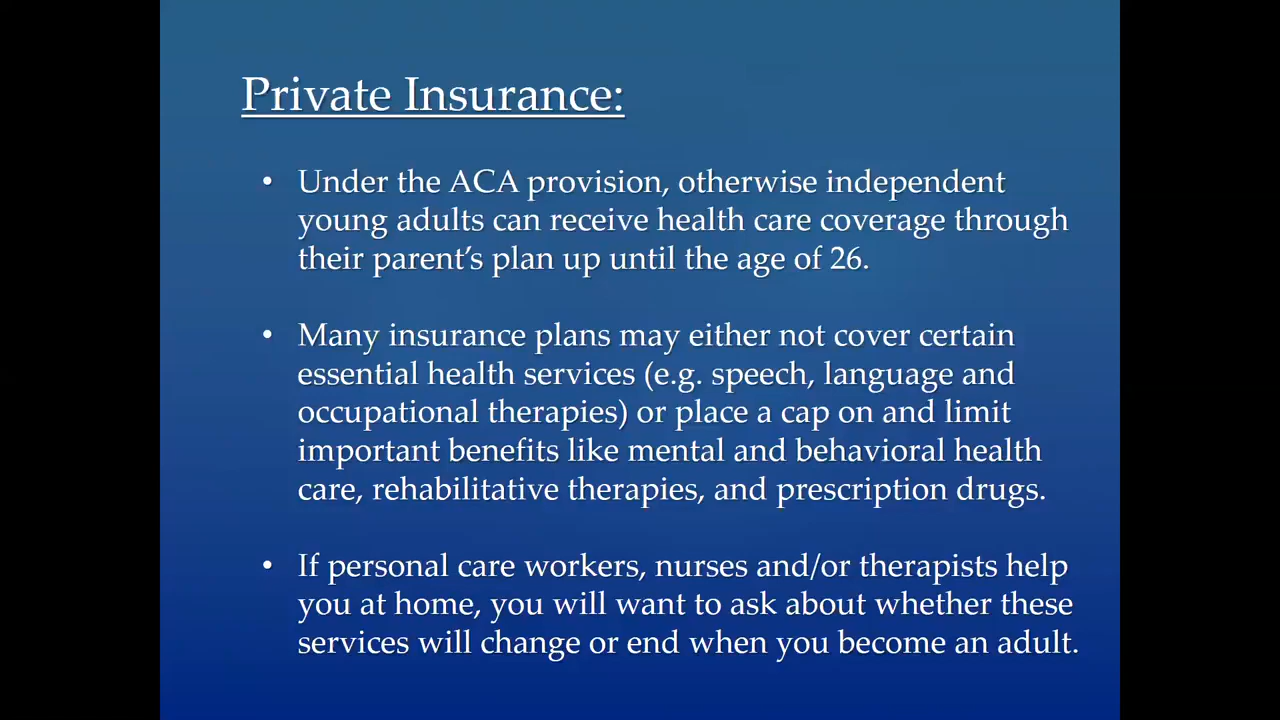 Private Insurance:
• Under the ACA provision, otherwise independent
young adults can receive health care coverage through
their parent’s plan up until the age of 26.
• Many insurance plans may either not cover certain
essential health services (e.g. speech, language and
occupational therapies) or place a cap on and limit
important benefits like mental and behavioral health
care, rehabilitative therapies, and prescription drugs.
• If personal care workers, nurses and/or therapists help
you at home, you will want to ask about whether these
services will change or end when you become an adult.